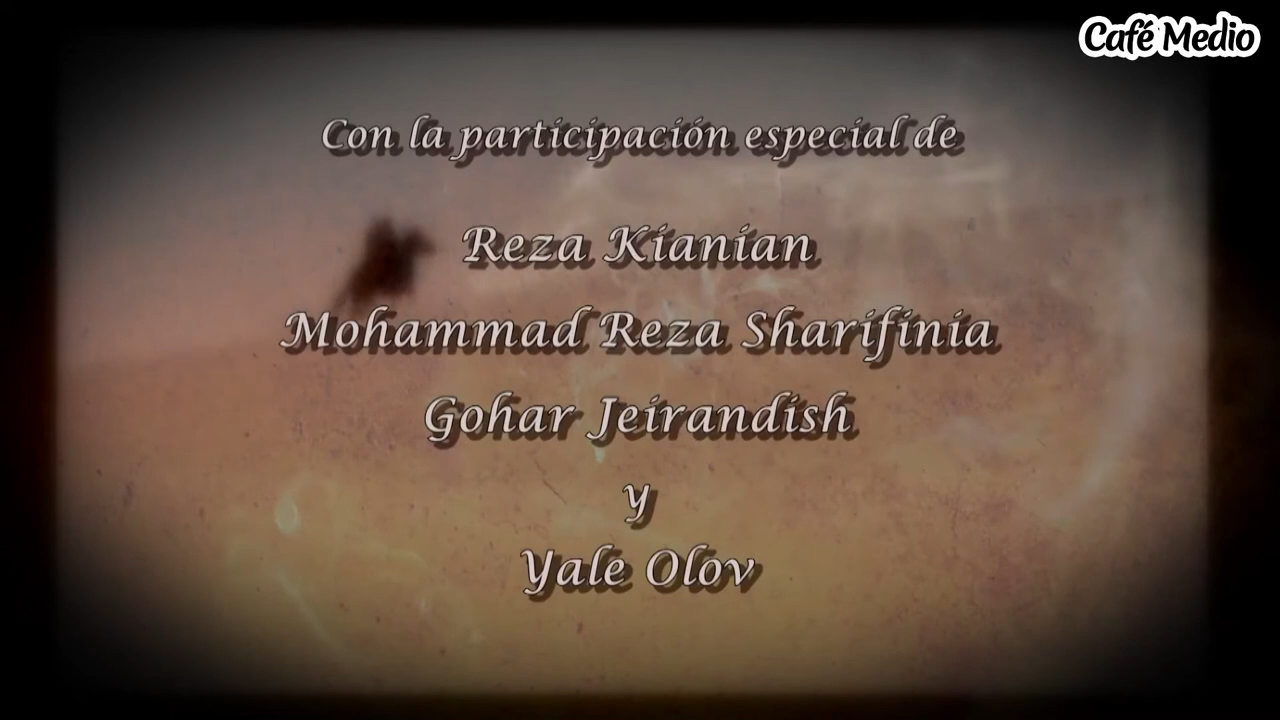 Café Medio
Con la participación especial de
Reza Kianian
Mohammad Reza Sharifinia
Gohar Jeirandish
y
Yale Olov